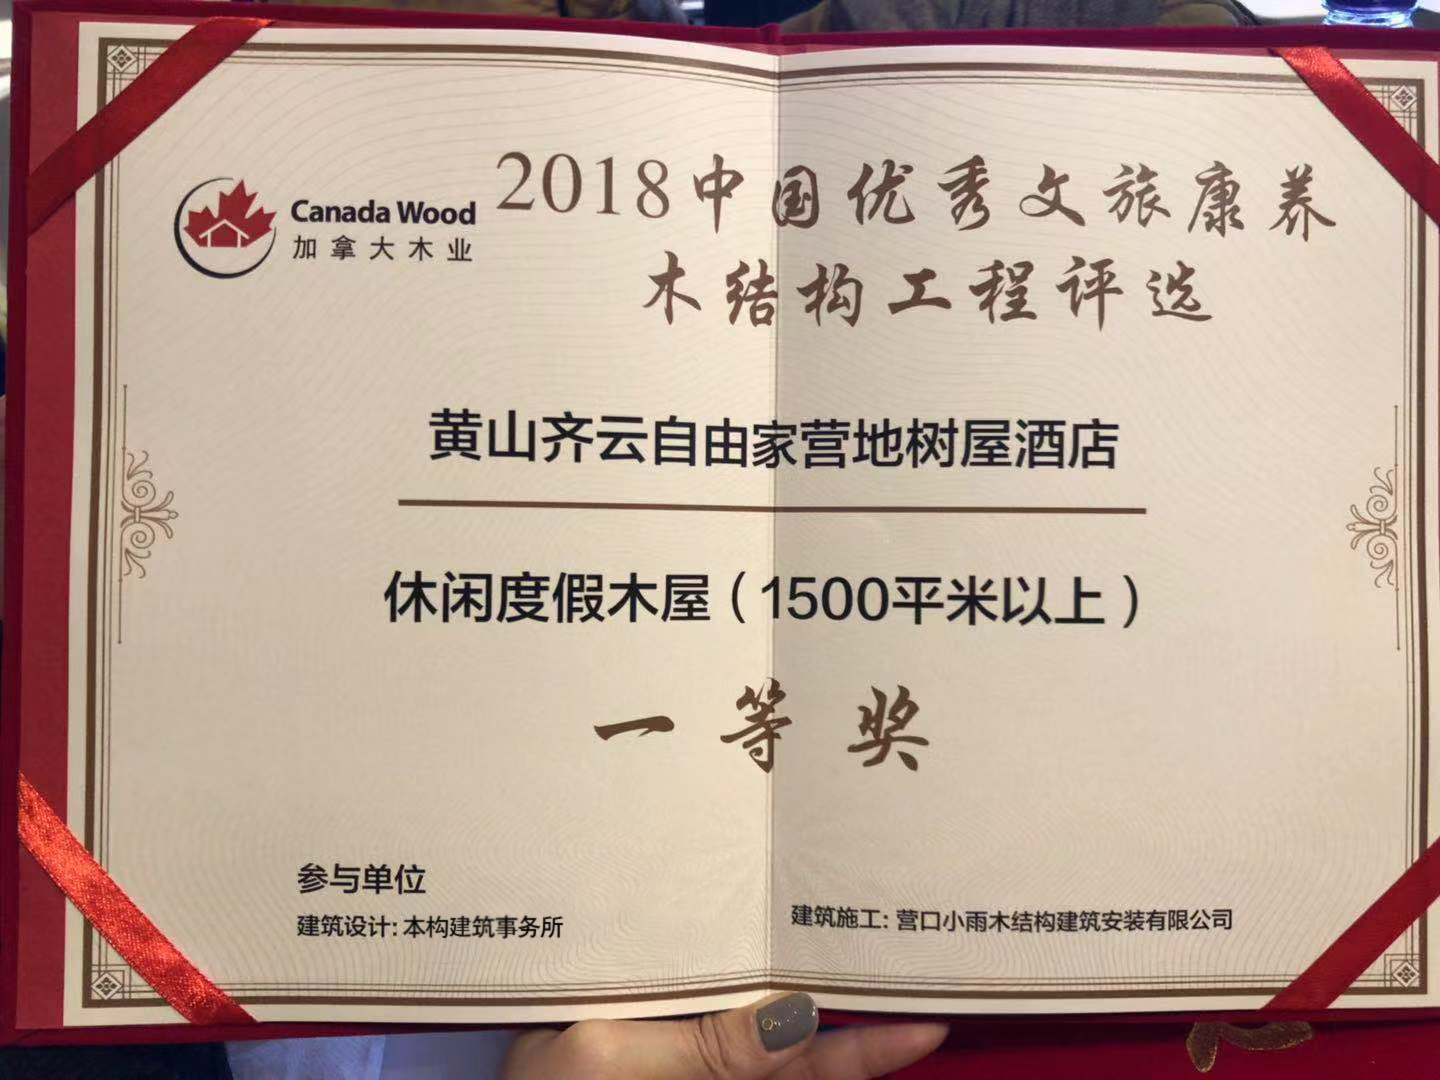 Canada Wood
加拿大木业
2018中国优秀文旅康养
木结构工程评选
黄山齐云自由家营地树屋酒店
休闲度假木屋（1500平米以上）
一等奖
参与单位
建筑设计：本构建筑事务所
建筑施工：营口小雨木结构建筑安装有限公司